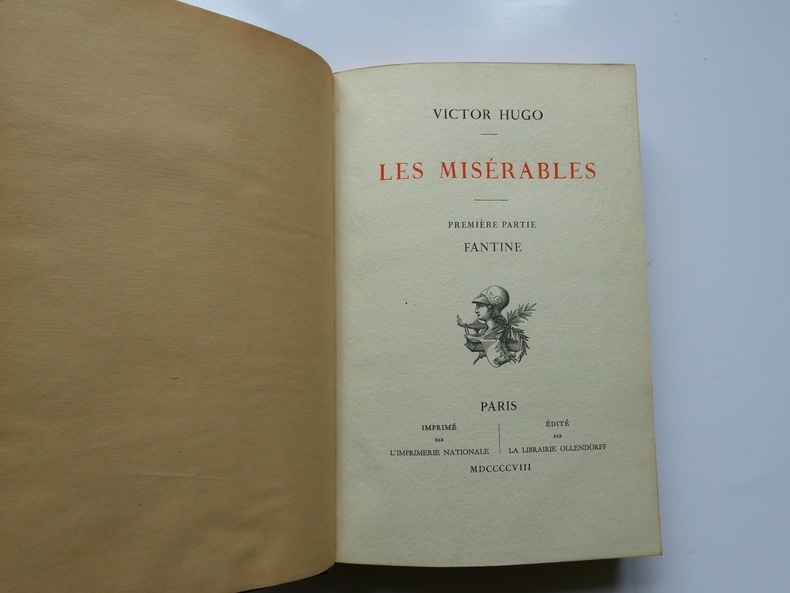 VICTOR HUGO
LES MISÉRABLES
PREMIÈRE PARTIE
FANTINE
PARIS
IMPRIMÉ
PAR
L'IMPRIMERIE NATIONALE
ÉDITÉ
PAR
LA LIBRAIRIE OLLENDORFF
MDCCCCVIII